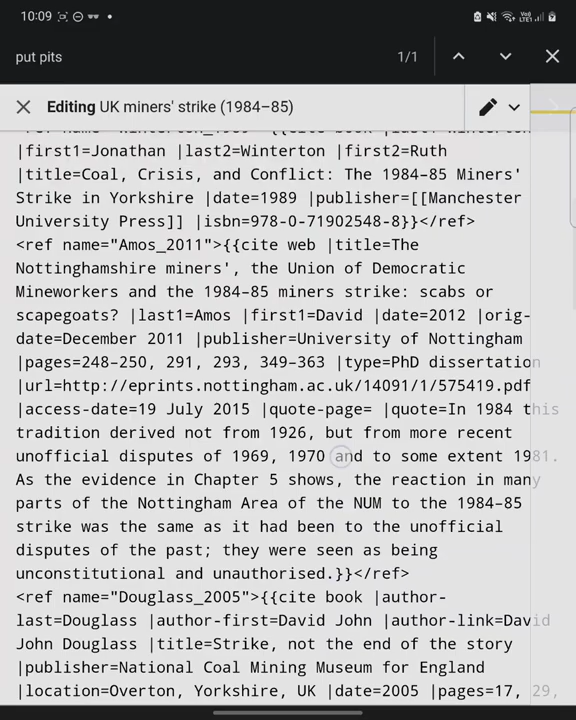 10:09
Vo) LTE1
put pits
1/1
Editing UK miners' strike (1984–85)
|first1=Jonathan |last2=Winterton |first2=Ruth
|title=Coal, Crisis, and Conflict: The 1984–85 Miners'
Strike in Yorkshire |date=1989 |publisher=[[Manchester
University Press]] |isbn=978-0-71902548-8}}</ref>
<ref name="Amos_2011">{{cite web |title=The
Nottinghamshire miners', the Union of Democratic
Mineworkers and the 1984–85 miners strike: scabs or
scapegoats? |last1=Amos |first1=David |date=2012 |orig-
date=December 2011 |publisher=University of Nottingham
|pages=248–250, 291, 293, 349–363 |type=PhD dissertation
|url=http://eprints.nottingham.ac.uk/14091/1/575419.pdf
|access-date=19 July 2015 |quote-page= |quote=In 1984 this
tradition derived not from 1926, but from more recent
unofficial disputes of 1969, 1970 and to some extent 1981.
As the evidence in Chapter 5 shows, the reaction in many
parts of the Nottingham Area of the NUM to the 1984–85
strike was the same as it had been to the unofficial
disputes of the past; they were seen as being
unconstitutional and unauthorised.}}</ref>
<ref name="Douglass_2005">{{cite book |author-
last=Douglass |author-first=David John |author-link=David
John Douglass |title=Strike, not the end of the story
|publisher=National Coal Mining Museum for England
|location=Overton, Yorkshire, UK |date=2005 |pages=17, 29,